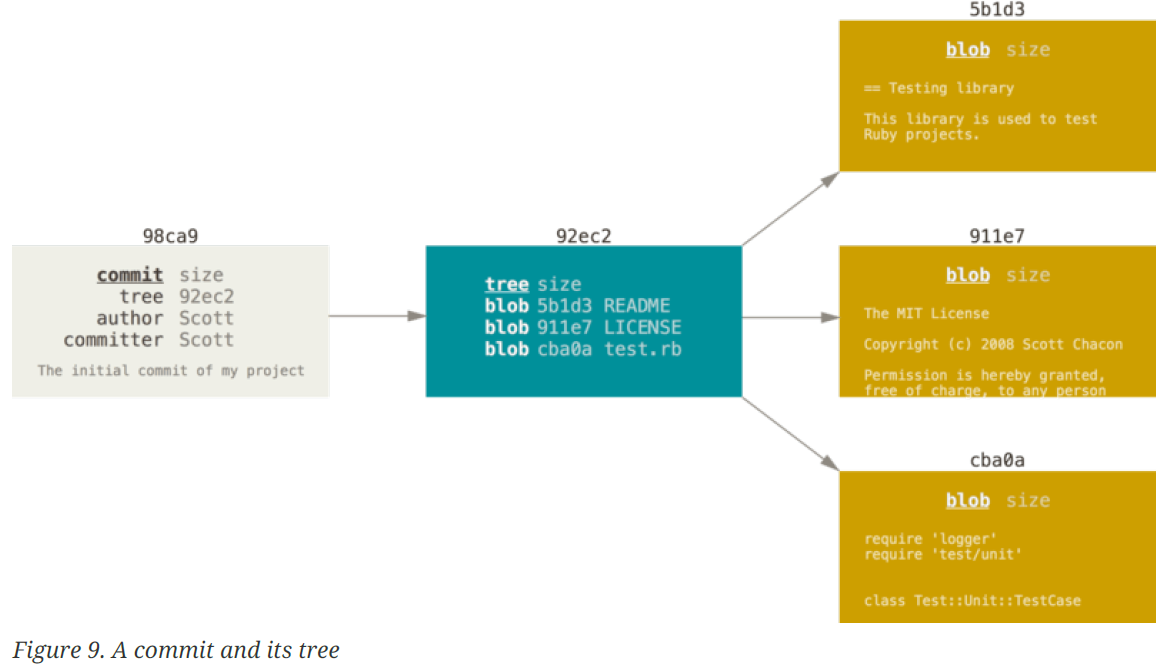 98ca9
commit size
tree 92ec2
author Scott
committer Scott
The initial commit of my project
92ec2
tree size
blob 5b1d3 README
blob 911e7 LICENSE
blob cba0a test.rb
5b1d3
blob size
== Testing library
This library is used to test
Ruby projects.
911e7
blob size
The MIT License
Copyright (c) 2008 Scott Chacon
Permission is hereby granted,
free of charge, to any person
cba0a
blob size
require 'logger'
require 'test/unit'
class Test::Unit::TestCase
Figure 9. A commit and its tree